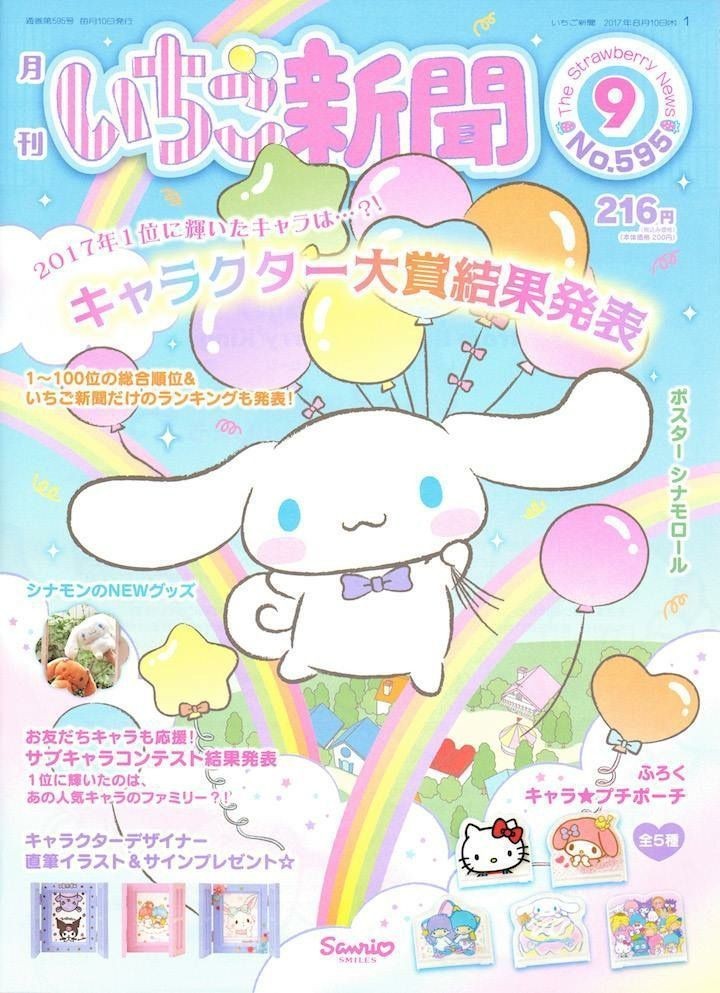 通巻第595号 毎月10日発行
いちご新聞 2017年8月10日(木) 1
月刊
いちご新聞
The Strawberry News
9
No.595
216円
(税込み価格)
(本体価格 200円)
2017年1位に輝いたキャラは…?!
キャラクター大賞結果発表
1〜100位の総合順位&
いちご新聞だけのランキングも発表!
ポスター シナモロール
シナモンのNEWグッズ
お友だちキャラも応援!
サブキャラコンテスト結果発表
1位に輝いたのは、
あの人気キャラのファミリー?!
ふろく
キャラ★プチポーチ
全5種
キャラクターデザイナー
直筆イラスト&サインプレゼント☆
Sanrio
SMILES